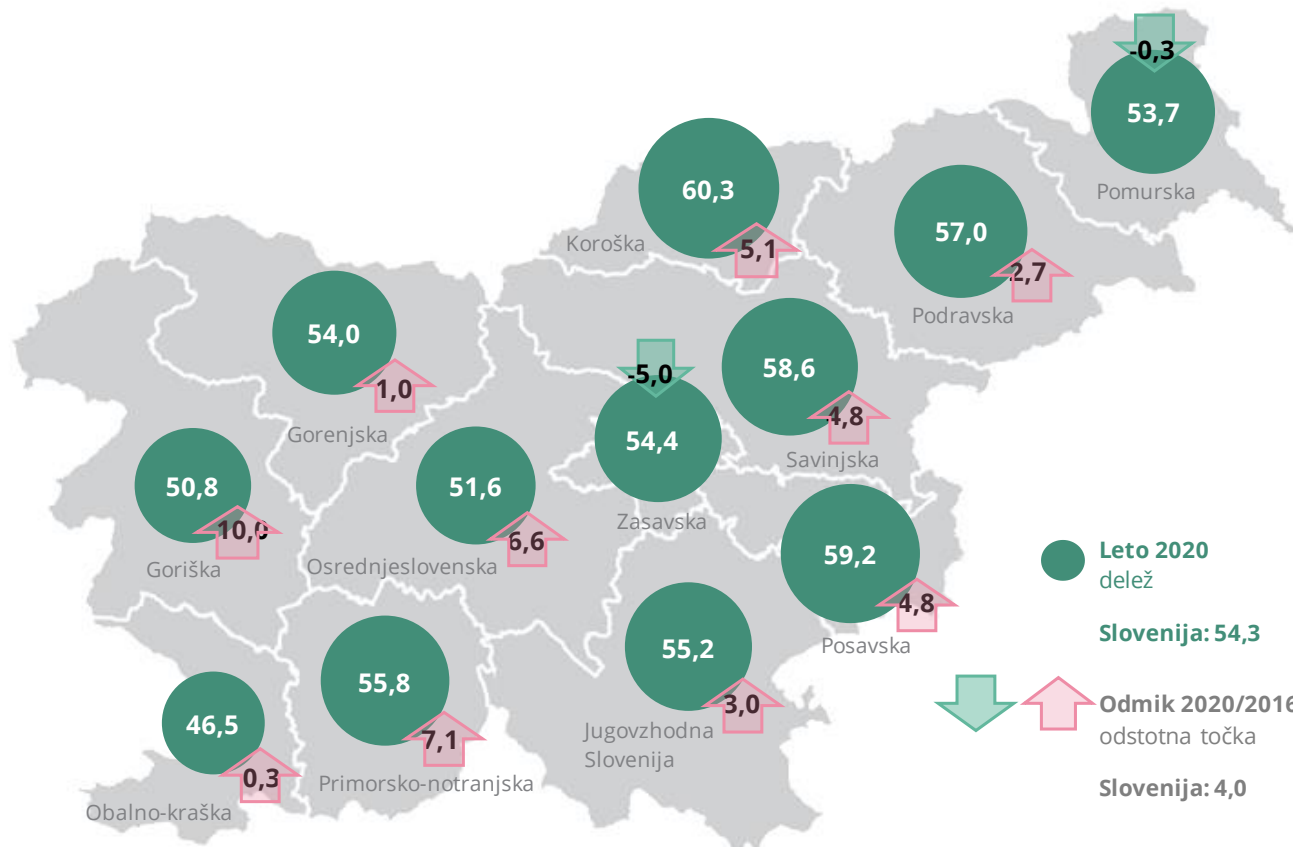 -0,3
53,7
Pomurska
60,3
Koroška
5,1
57,0
2,7
Podravska
54,0
1,0
Gorenjska
-5,0
54,4
Zasavska
58,6
4,8
Savinjska
50,8
10,0
Goriška
51,6
6,6
Osrednjeslovenska
59,2
4,8
Posavska
55,2
3,0
Jugovzhodna
Slovenija
55,8
7,1
Primorsko-notranjska
46,5
0,3
Obalno-kraška
Leto 2020
delež
Slovenija: 54,3
Odmik 2020/2016
odstotna točka
Slovenija: 4,0